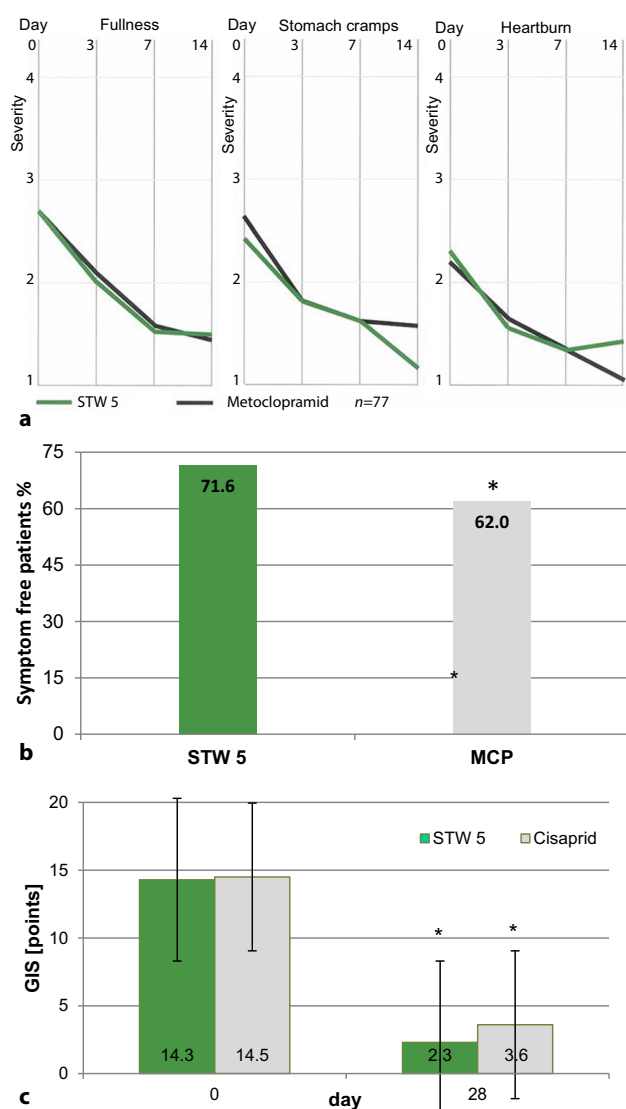 Day Fullness Day Stomach cramps Day Heartburn
0 3 7 14 0 3 7 14 0 3 7 14
4 4 4
Severity Severity Severity
3 3 3
2 2 2
1 1 1
STW 5 Metoclopramid n=77
a
75
71.6 *
60 62.0
45
Symptom free patients %
30
15 *
0
b STW 5 MCP
20
STW 5 Cisaprid
15
GIS [points]
10 * *
5
14.3 14.5 2.3 3.6
0
0 28
c day